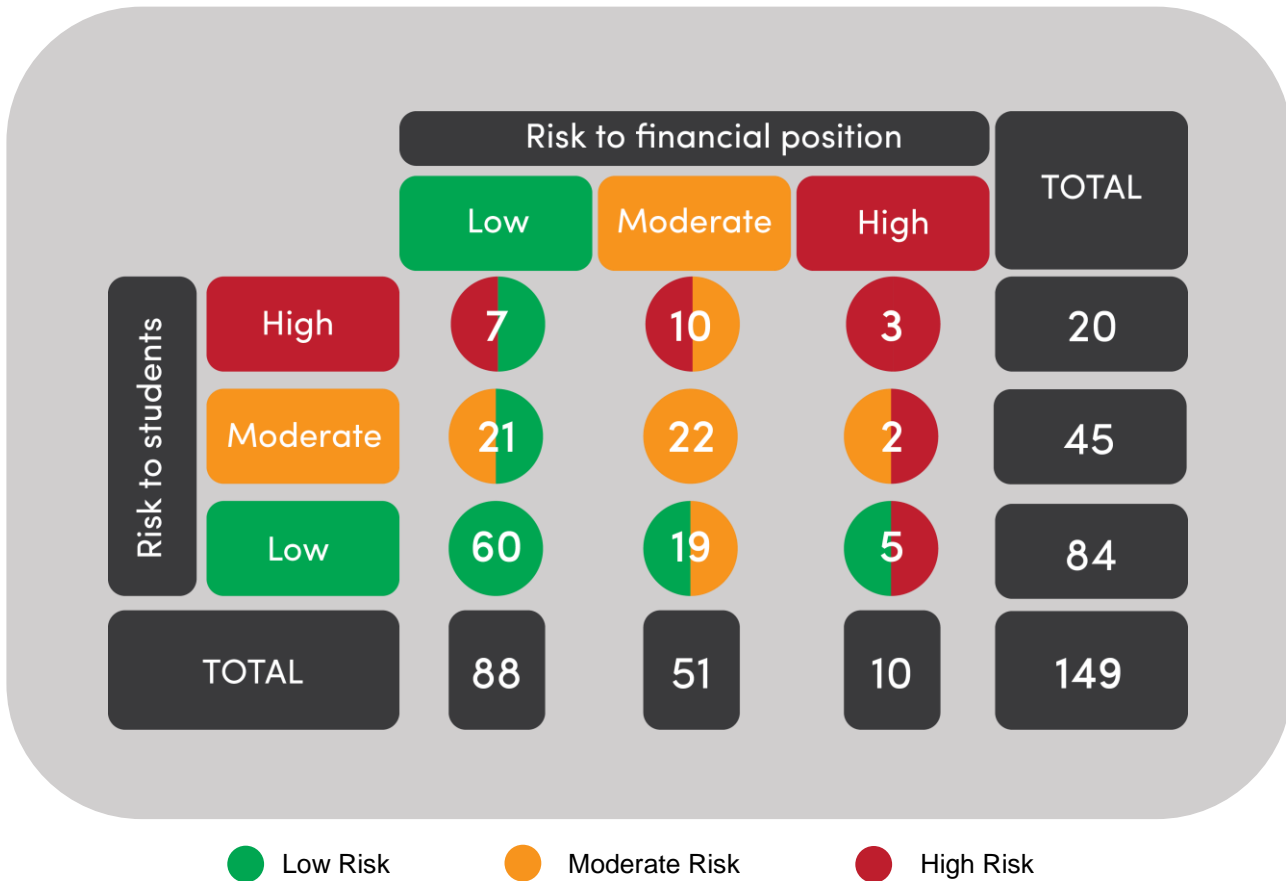 Risk to financial position
TOTAL
Low
Moderate
High
Risk to students
High
7
10
3
20
Moderate
21
22
2
45
Low
60
19
5
84
TOTAL
88
51
10
149
Low Risk
Moderate Risk
High Risk